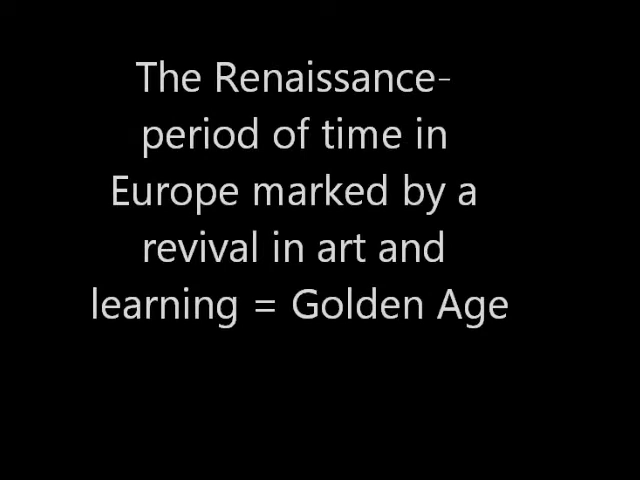 The Renaissance-
period of time in
Europe marked by a
revival in art and
learning = Golden Age